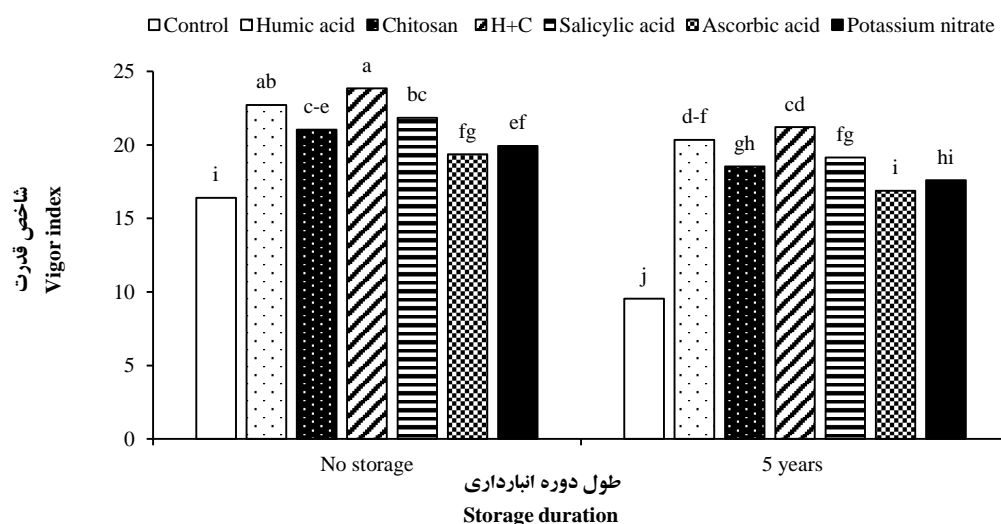 Control Humic acid Chitosan H+C Salicylic acid Ascorbic acid Potassium nitrate
25
20
15
10
5
0
شاخص قدرت
Vigor index
i
ab
c-e
a
bc
fg
ef
j
d-f
gh
cd
fg
i
hi
No storage
5 years
طول دوره انبارداری
Storage duration